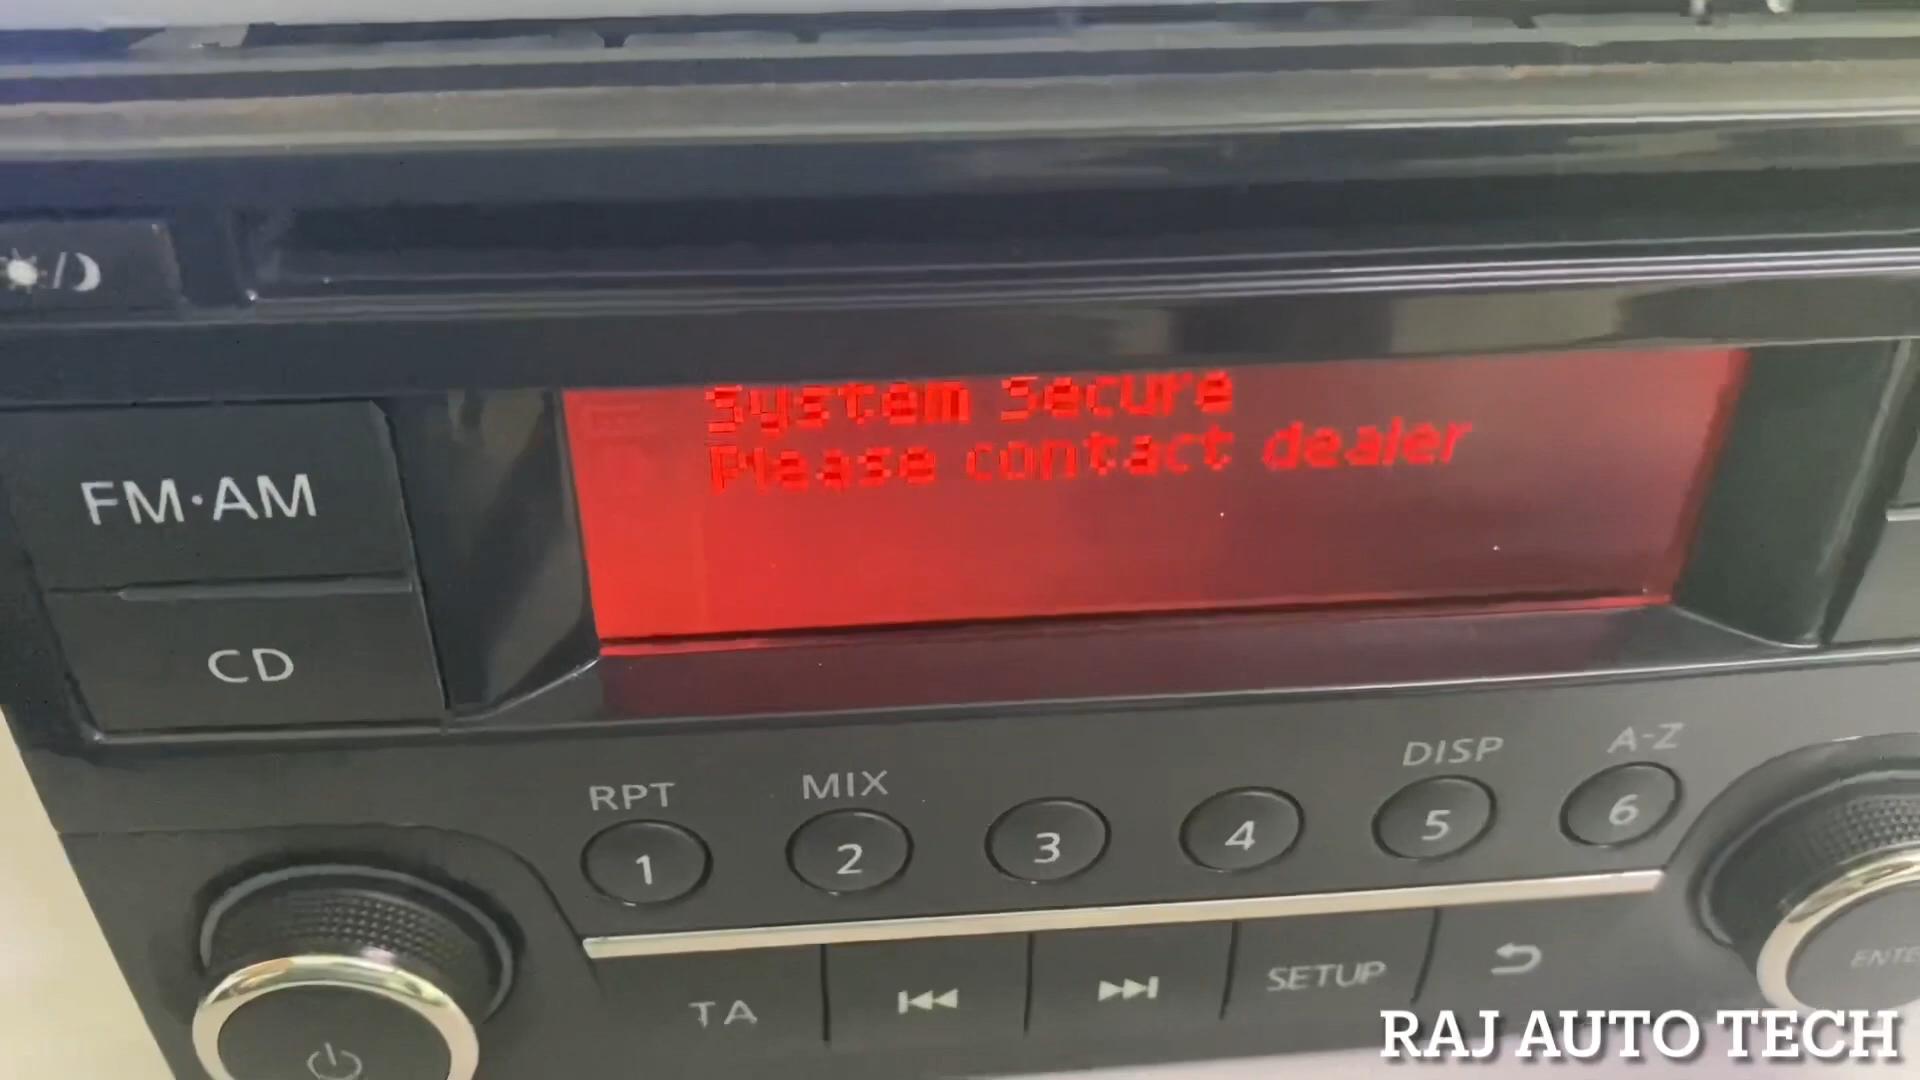 System Secure
Please contact dealer
FM·AM
CD
RPT
MIX
DISP
A-Z
1
2
3
4
5
6
TA
SETUP
ENTE
RAJ AUTO TECH